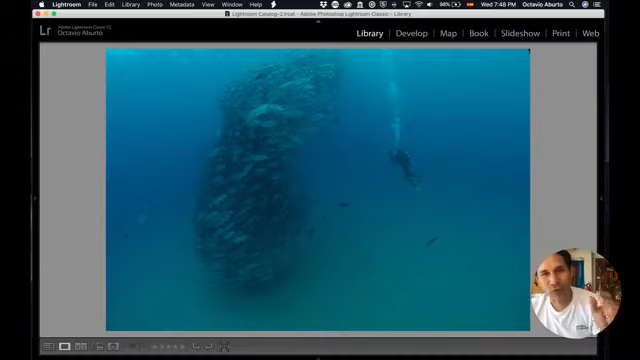 Lightroom File Edit Library Photo Metadata View Window Help 98% Wed 7:48 PM Octavio Aburto
Lightroom Catalog-2.lrcat - Adobe Photoshop Lightroom Classic - Library
Lr Adobe Lightroom Classic CC
Octavio Aburto
Library | Develop | Map | Book | Slideshow | Print | Web